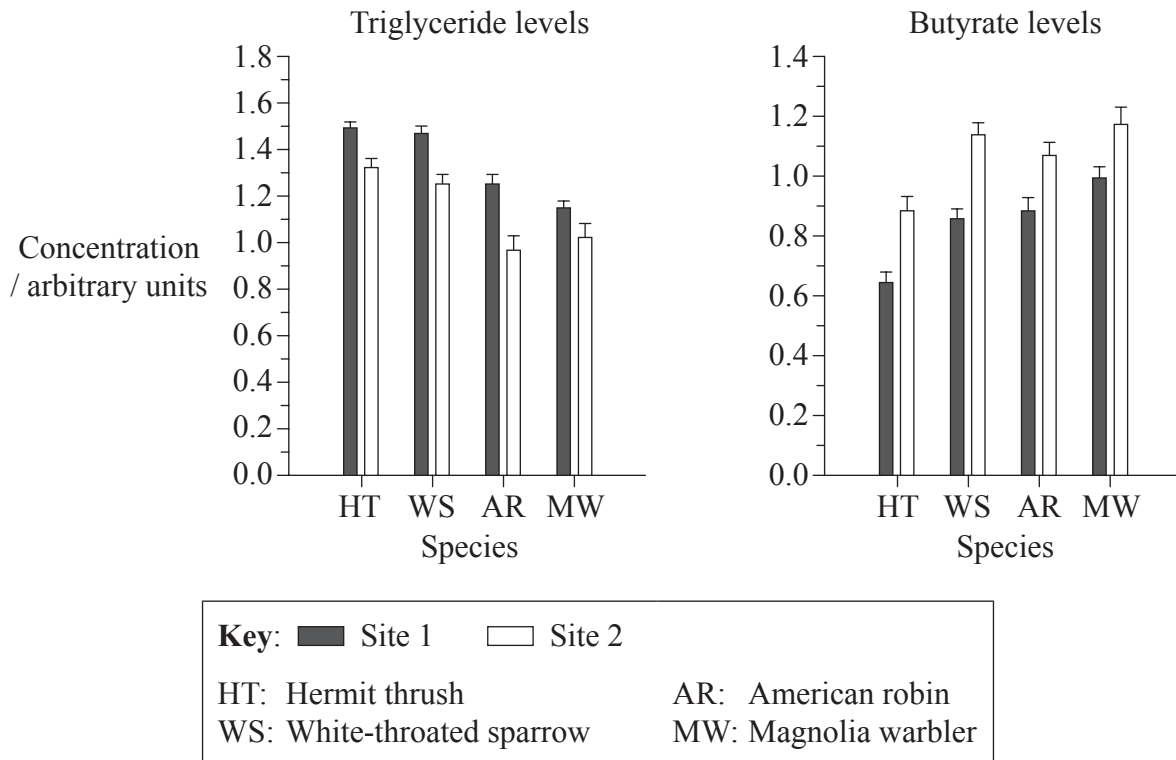 Triglyceride levels
1.8
1.6
1.4
1.2
1.0
0.8
0.6
0.4
0.2
0.0
Concentration
/ arbitrary units
HT WS AR MW
Species
Butyrate levels
1.4
1.2
1.0
0.8
0.6
0.4
0.2
0.0
HT WS AR MW
Species
Key: Site 1 Site 2
HT: Hermit thrush AR: American robin
WS: White-throated sparrow MW: Magnolia warbler